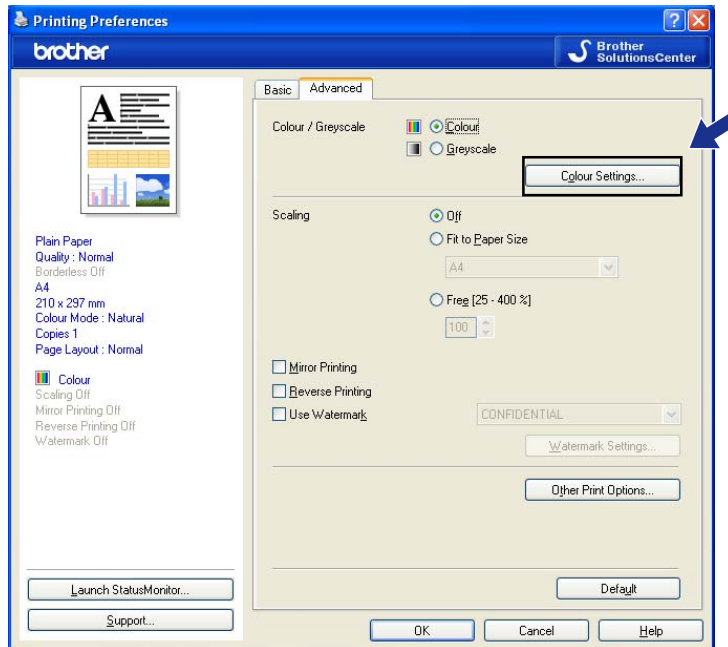 Printing Preferences
brother
Brother
SolutionsCenter
Basic
Advanced
A
Plain Paper
Quality : Normal
Borderless Off
A4
210 x 297 mm
Colour Mode : Natural
Copies 1
Page Layout : Normal
Colour
Scaling Off
Mirror Printing Off
Reverse Printing Off
Watermark Off
Launch StatusMonitor...
Support...
Colour / Greyscale
Colour
Greyscale
Colour Settings...
Scaling
Off
Fit to Paper Size
A4
Free [25 - 400 %]
100
Mirror Printing
Reverse Printing
Use Watermark
CONFIDENTIAL
Watermark Settings...
Other Print Options...
Default
OK
Cancel
Help